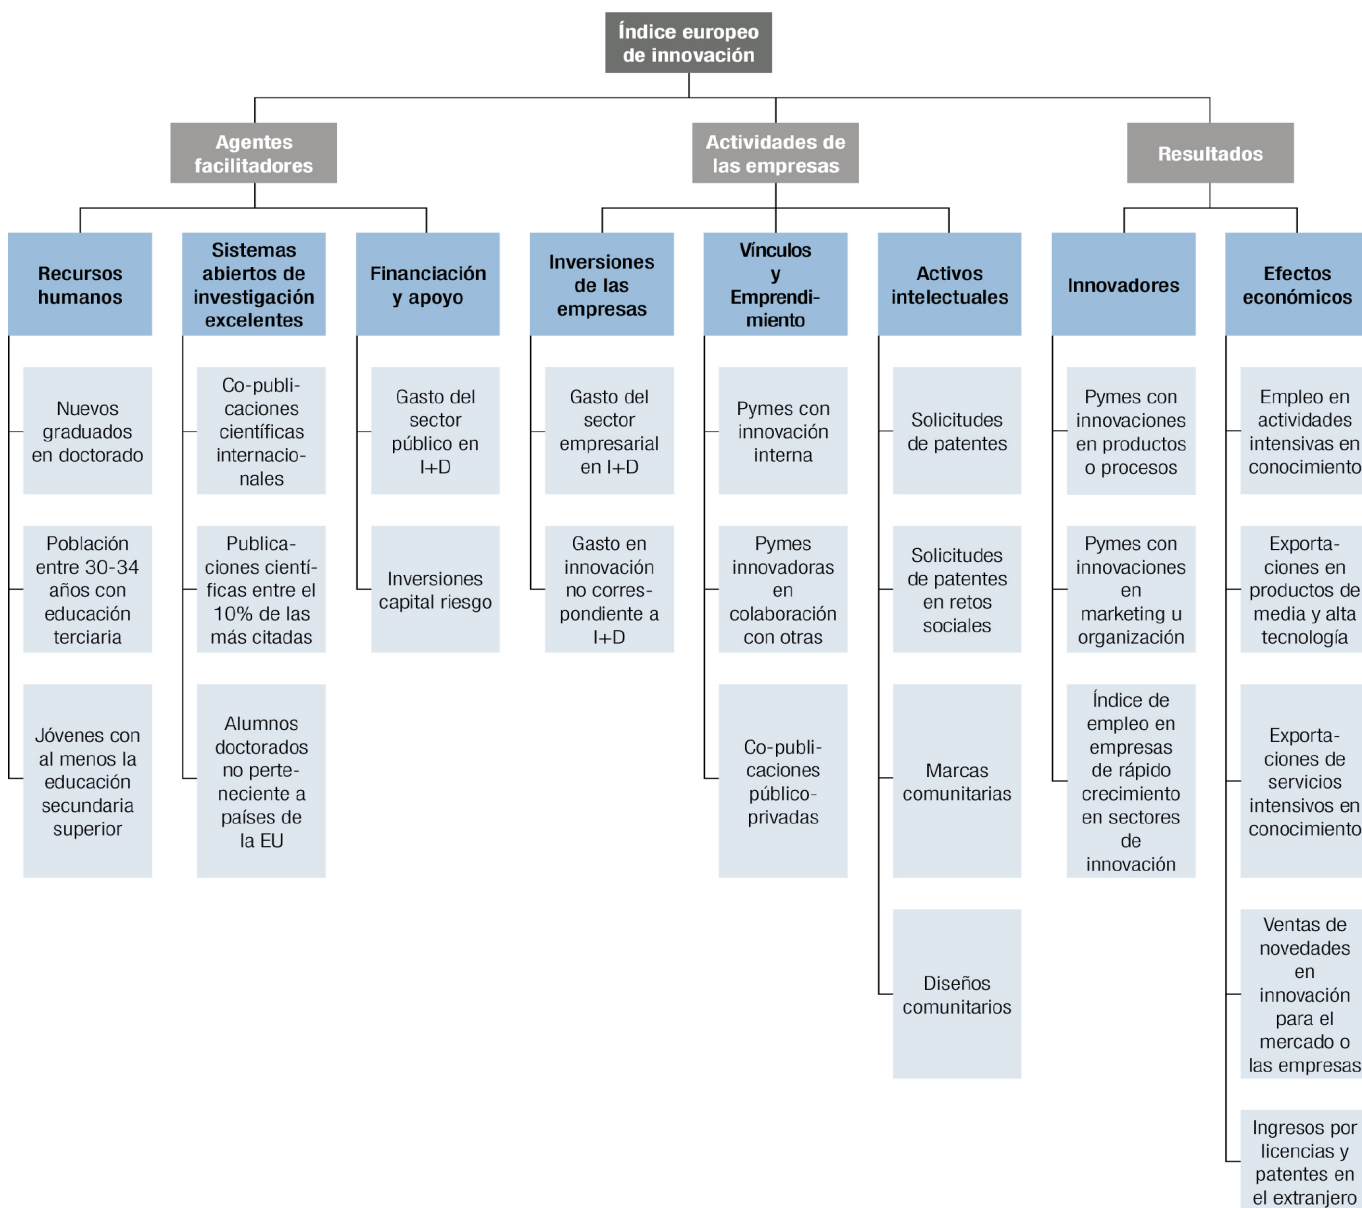 Índice europeo
de innovación
Agentes
facilitadores
Actividades de
las empresas
Resultados
Recursos
humanos
Sistemas
abiertos de
investigación
excelentes
Financiación
y apoyo
Inversiones
de las
empresas
Vínculos
y
Emprendi-
miento
Activos
intelectuales
Innovadores
Efectos
económicos
Nuevos
graduados
en doctorado
Co-publi-
caciones
científicas
internacio-
nales
Gasto del
sector
público en
I+D
Gasto del
sector
empresarial
en I+D
Pymes con
innovación
interna
Solicitudes
de patentes
Pymes con
innovaciones
en productos
o procesos
Empleo en
actividades
intensivas en
conocimiento
Población
entre 30-34
años con
educación
terciaria
Publica-
ciones cientí-
ficas entre el
10% de las
más citadas
Inversiones
capital riesgo
Gasto en
innovación
no corres-
pondiente a
I+D
Pymes
innovadoras
en
colaboración
con otras
Solicitudes
de patentes
en retos
sociales
Pymes con
innovaciones
en
marketing u
organización
Exporta-
ciones en
productos de
media y alta
tecnología
Jóvenes con
al menos la
educación
secundaria
superior
Alumnos
doctorados
no perte-
neciente a
países de
la EU
Co-publi-
caciones
público-
privadas
Marcas
comunitarias
Índice de
empleo en
empresas
de rápido
crecimiento
en sectores
de
innovación
Exporta-
ciones de
servicios
intensivos en
conocimiento
Diseños
comunitarios
Ventas de
novedades
en
innovación
para el
mercado o
las empresas
Ingresos por
licencias y
patentes en
el extranjero